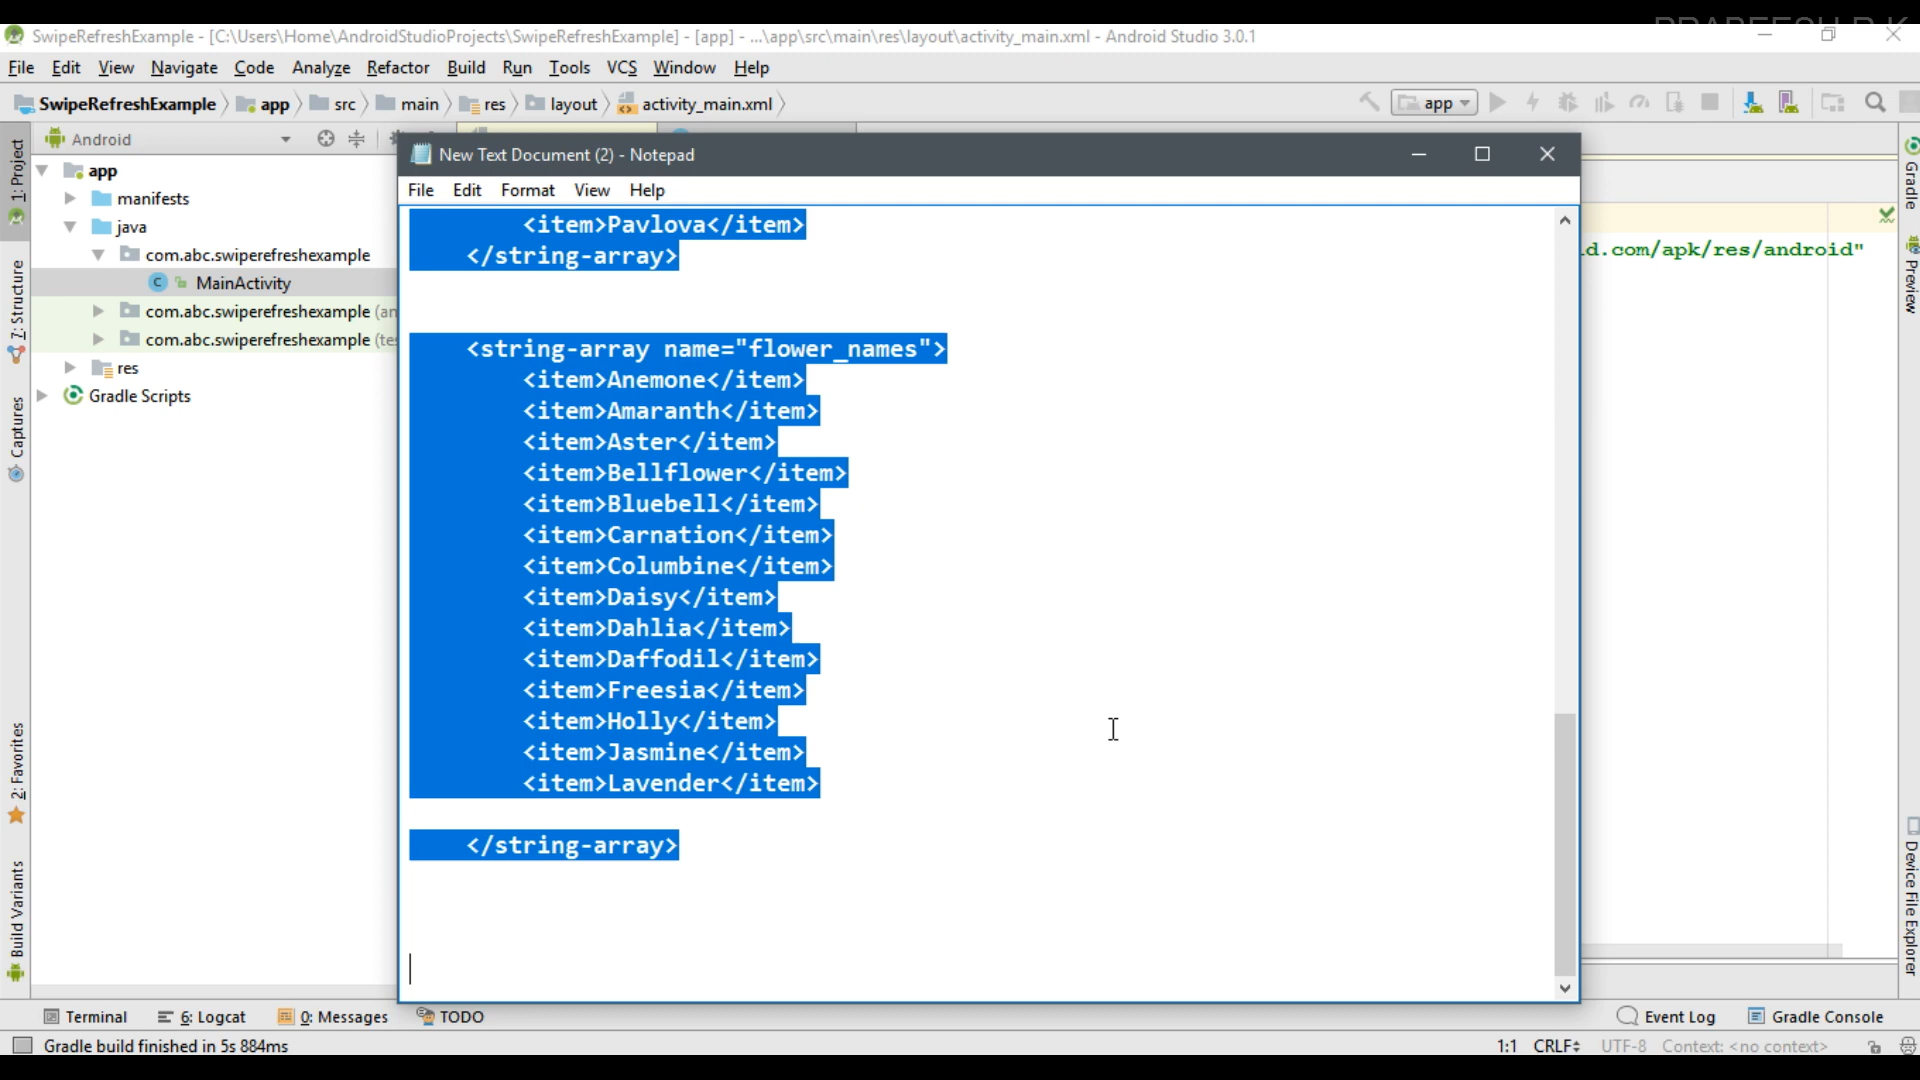 SwipeRefreshExample - [C:\Users\Home\AndroidStudioProjects\SwipeRefreshExample] - [app] - ...\app\src\main\res\layout\activity_main.xml - Android Studio 3.0.1
File Edit View Navigate Code Analyze Refactor Build Run Tools VCS Window Help
SwipeRefreshExample app src main res layout activity_main.xml app
Android
1: Project
7: Structure
Captures
2: Favorites
Build Variants
app
manifests
java
com.abc.swiperefreshexample
MainActivity
com.abc.swiperefreshexample (an
com.abc.swiperefreshexample (te
res
Gradle Scripts
New Text Document (2) - Notepad
File Edit Format View Help
<item>Pavlova</item>
</string-array>
<string-array name="flower_names">
<item>Anemone</item>
<item>Amaranth</item>
<item>Aster</item>
<item>Bellflower</item>
<item>Bluebell</item>
<item>Carnation</item>
<item>Columbine</item>
<item>Daisy</item>
<item>Dahlia</item>
<item>Daffodil</item>
<item>Freesia</item>
<item>Holly</item>
<item>Jasmine</item>
<item>Lavender</item>
</string-array>
d.com/apk/res/android"
Gradle
Preview
Device File Explorer
Terminal 6: Logcat 0: Messages TODO Event Log Gradle Console
Gradle build finished in 5s 884ms 1:1 CRLF UTF-8 Context: <no context>